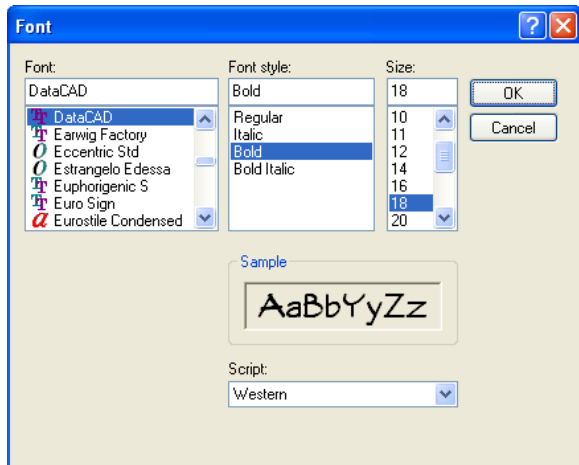 Font
Font:
DataCAD
DataCAD
Earwig Factory
Eccentric Std
Estrangelo Edessa
Euphorigenic S
Euro Sign
Eurostile Condensed
Font style:
Bold
Regular
Italic
Bold
Bold Italic
Size:
18
10
11
12
14
16
18
20
OK
Cancel
Sample
AaBbYyZz
Script:
Western